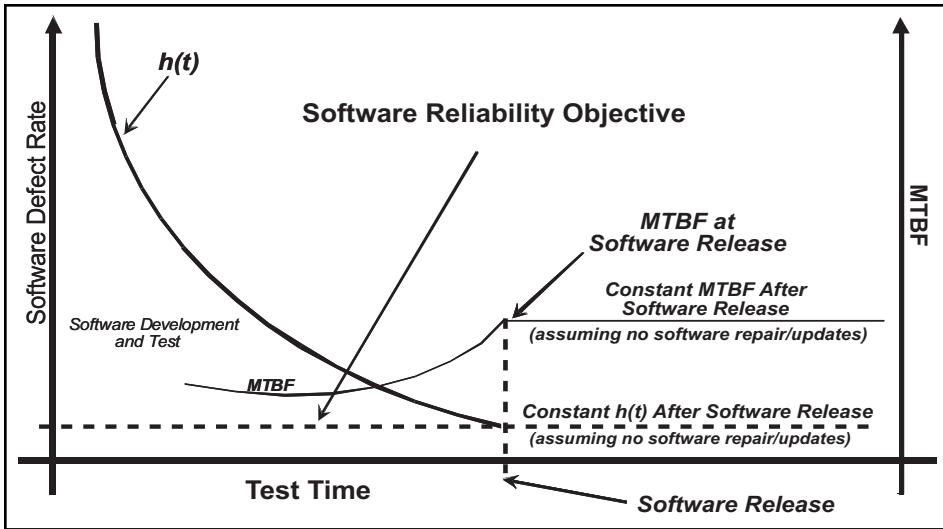 h(t)
Software Reliability Objective
Software Defect Rate
MTBF
MTBF at
Software Release
Constant MTBF After
Software Release
(assuming no software repair/updates)
Software Development
and Test
MTBF
Constant h(t) After Software Release
(assuming no software repair/updates)
Test Time
Software Release